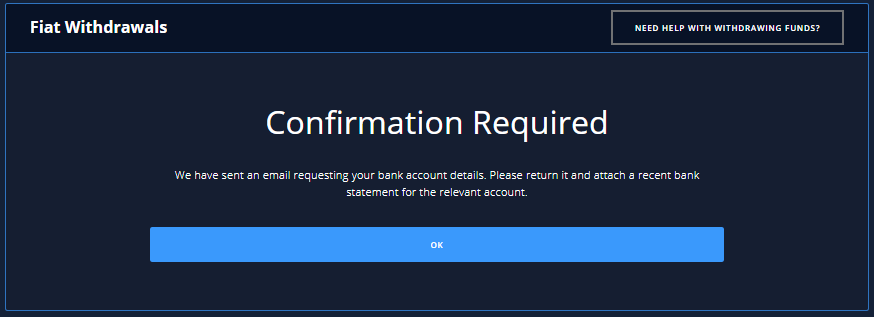 Fiat Withdrawals
NEED HELP WITH WITHDRAWING FUNDS?
Confirmation Required
We have sent an email requesting your bank account details. Please return it and attach a recent bank
statement for the relevant account.
OK